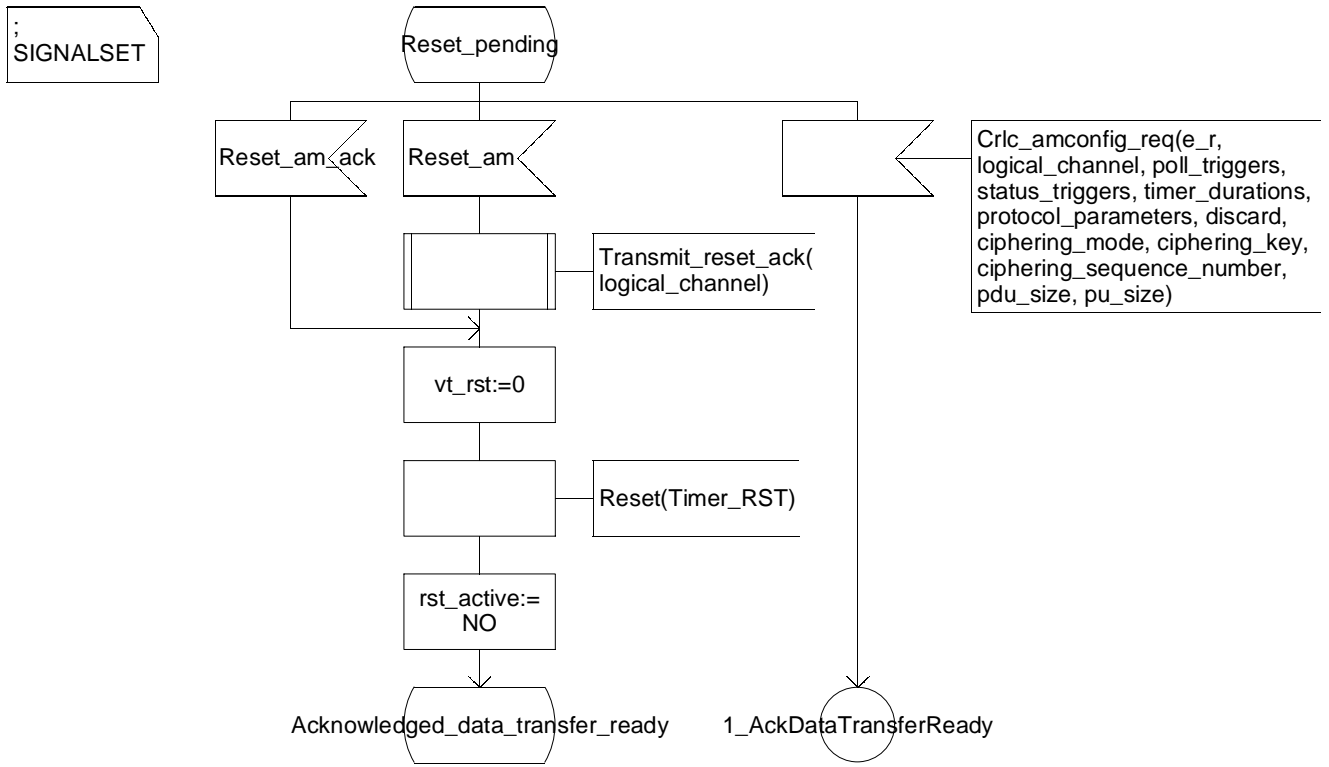 ;
SIGNALSET
Reset_pending
Reset_am_ack
Reset_am
Crlc_amconfig_req(e_r,
logical_channel, poll_triggers,
status_triggers, timer_durations,
protocol_parameters, discard,
ciphering_mode, ciphering_key,
ciphering_sequence_number,
pdu_size, pu_size)
Transmit_reset_ack(
logical_channel)
vt_rst:=0
Reset(Timer_RST)
rst_active:=
NO
Acknowledged_data_transfer_ready
1_AckDataTransferReady